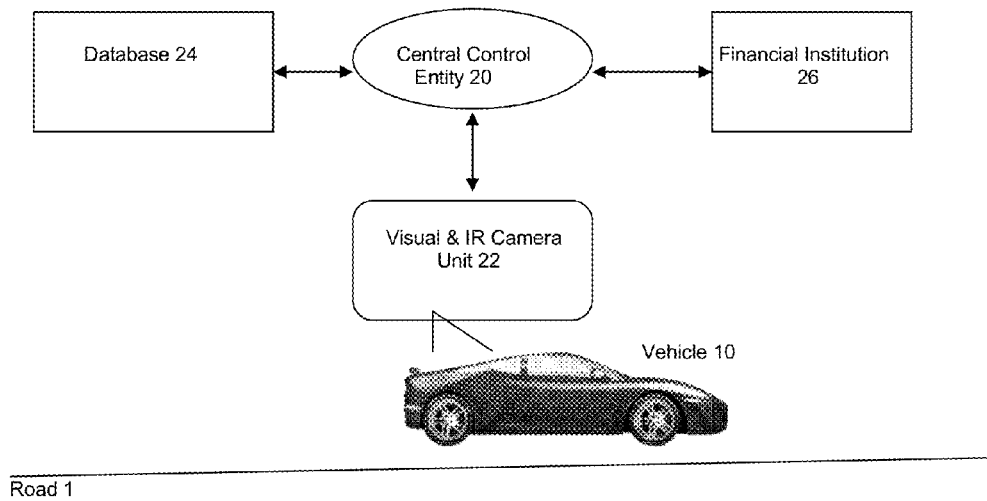 Database 24
Central Control
Entity 20
Financial Institution
26
Visual & IR Camera
Unit 22
Vehicle 10
Road 1